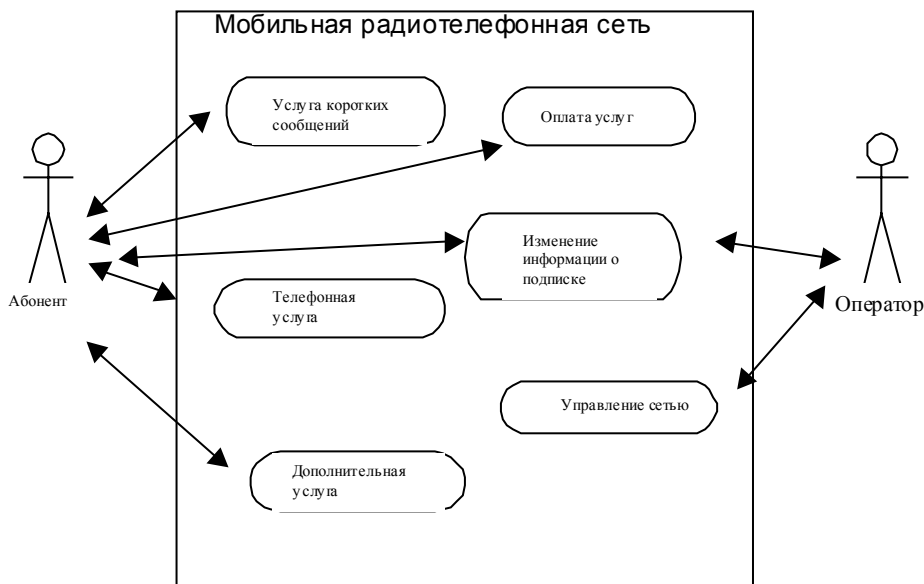 Мобильная радиотелефонная сеть
Услуга коротких
сообщений
Оплата услуг
Изменение
информации о
подписке
Абонент
Телефонная
услуга
Оператор
Управление сетью
Дополнительная
услуга